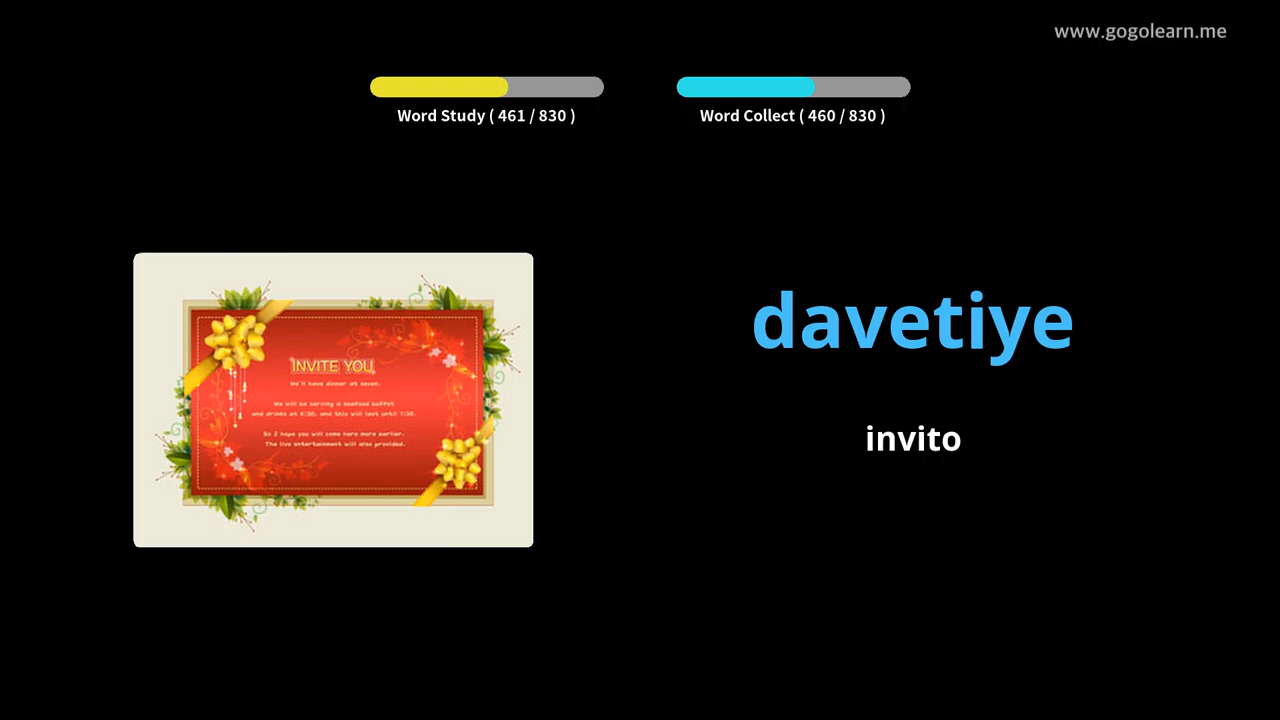 www.gogolearn.me
Word Study ( 461 / 830 )
Word Collect ( 460 / 830 )
INVITE YOU
We'll have dinner at seven.
We will be serving a seafood buffet
and drinks at 6:30, and this will last until 7:30.
So I hope you will come here more earlier.
The live entertainment will also provided.
davetiye
invito